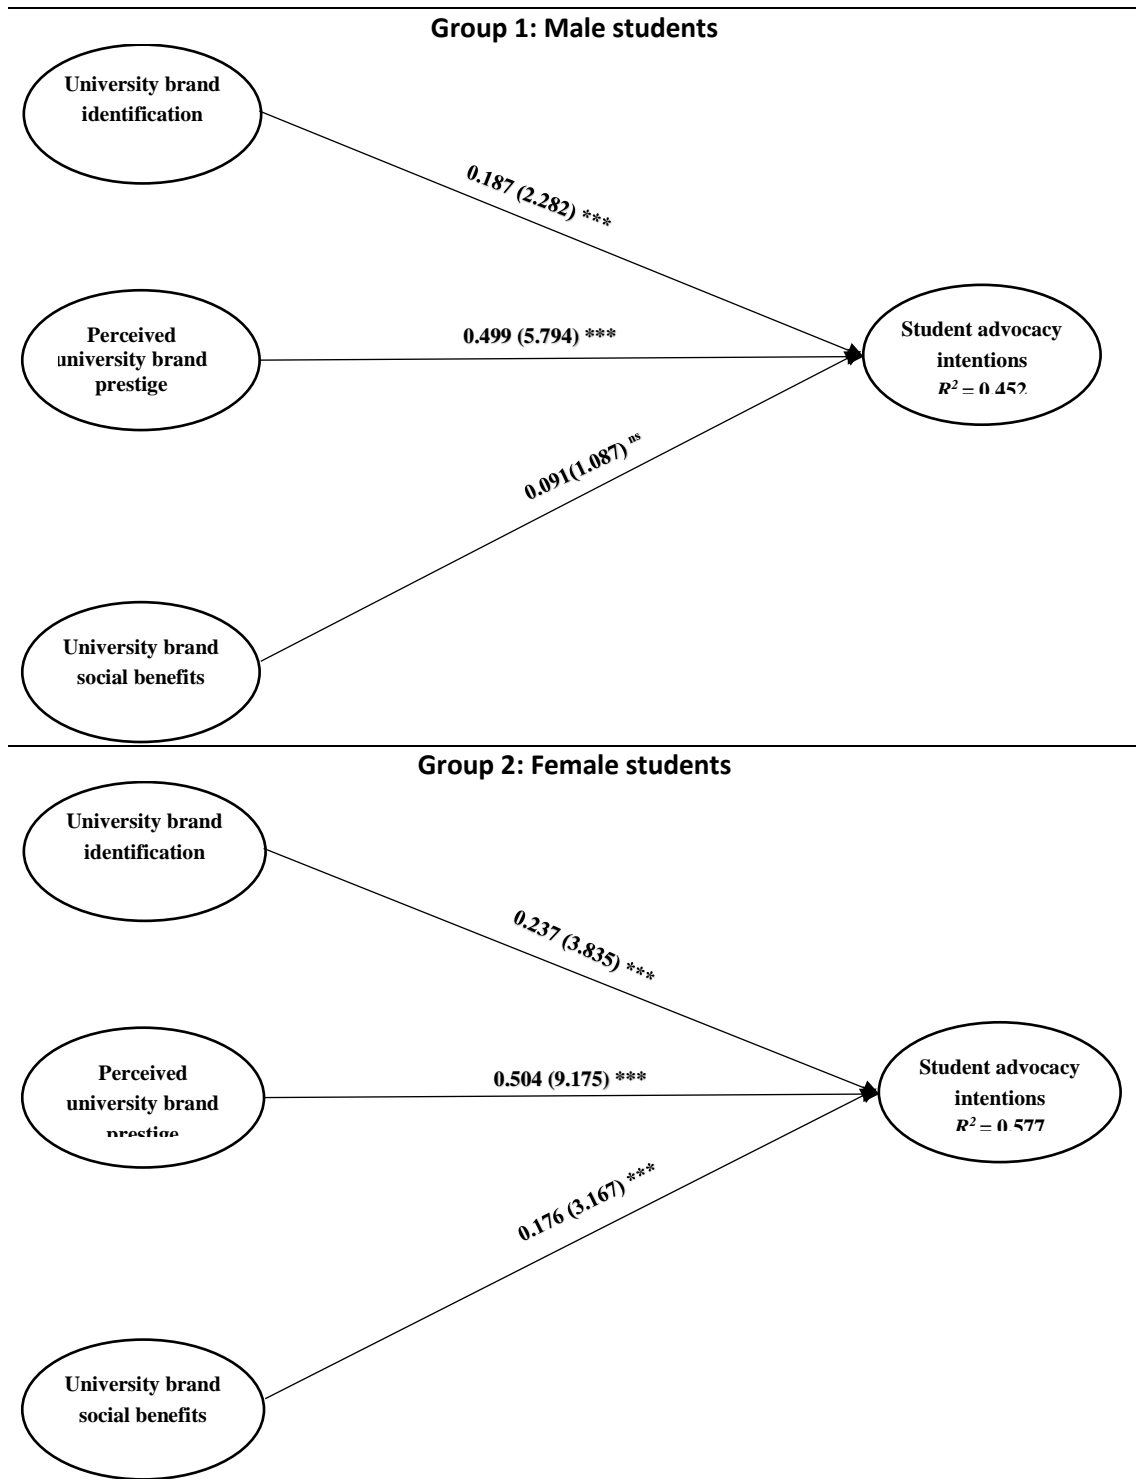 Group 1: Male students
University brand
identification
0.187 (2.282) ***
Perceived
university brand
prestige
0.499 (5.794) ***
Student advocacy
intentions
R² = 0.452
0.091(1.087) ns
University brand
social benefits
Group 2: Female students
University brand
identification
0.237 (3.835) ***
Perceived
university brand
prestige
0.504 (9.175) ***
Student advocacy
intentions
R² = 0.577
0.176 (3.167) ***
University brand
social benefits